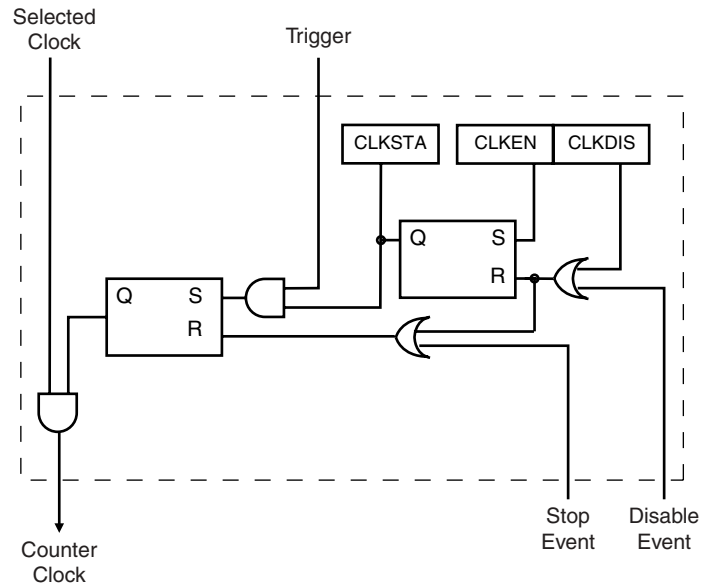 Selected
Clock
Trigger
CLKSTA
CLKEN
CLKDIS
Q
S
R
Q
S
R
Stop
Event
Disable
Event
Counter
Clock